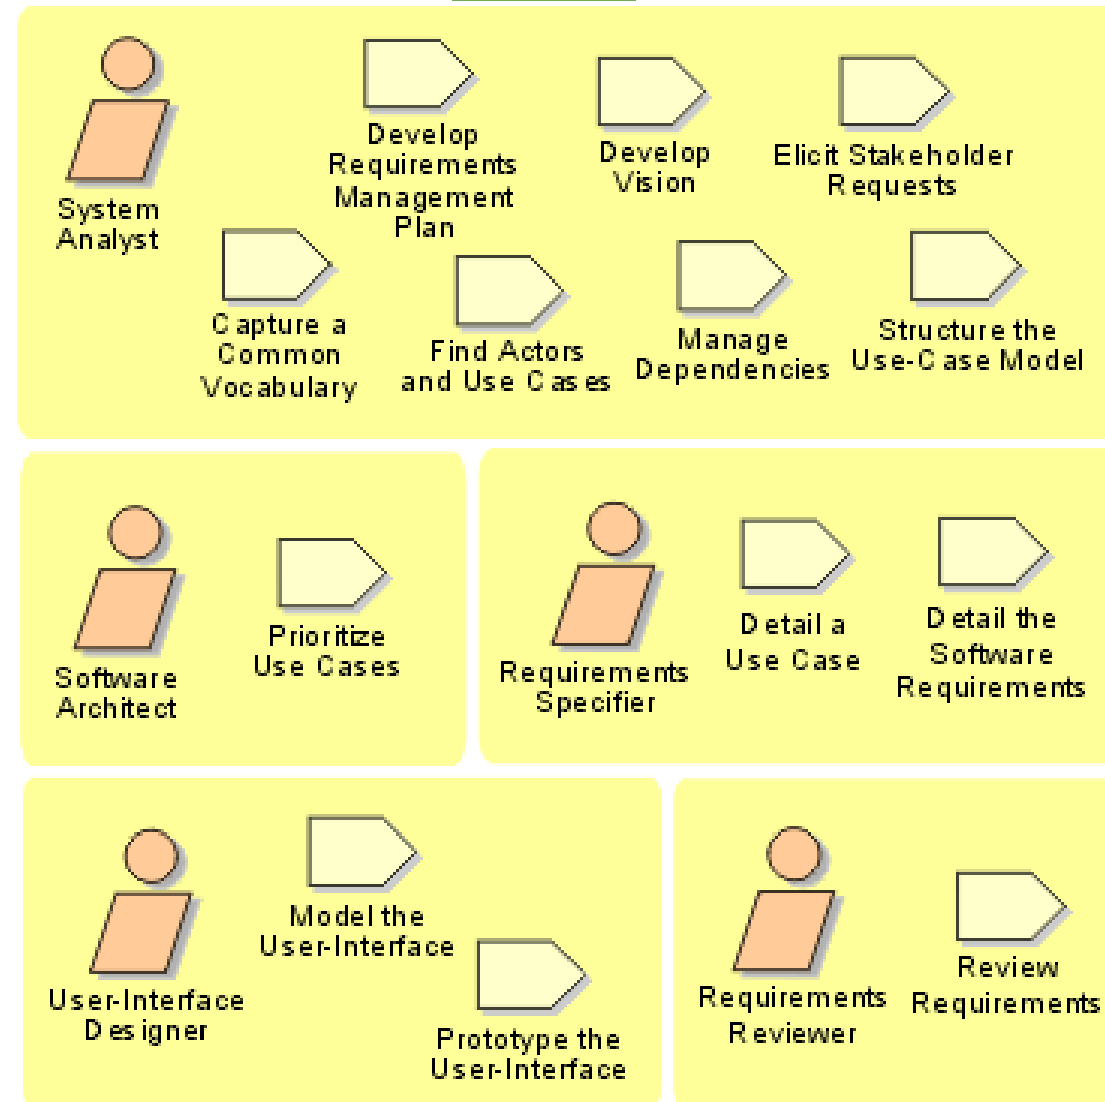 Develop
Requirements
Management
Plan
Develop
Vision
Elicit Stakeholder
Requests
System
Analyst
Capture a
Common
Vocabulary
Find Actors
and Use Cases
Manage
Dependencies
Structure the
Use-Case Model
Software
Architect
Prioritize
Use Cases
Requirements
Specifier
Detail a
Use Case
Detail the
Software
Requirements
User-Interface
Designer
Model the
User-Interface
Prototype the
User-Interface
Requirements
Reviewer
Review
Requirements